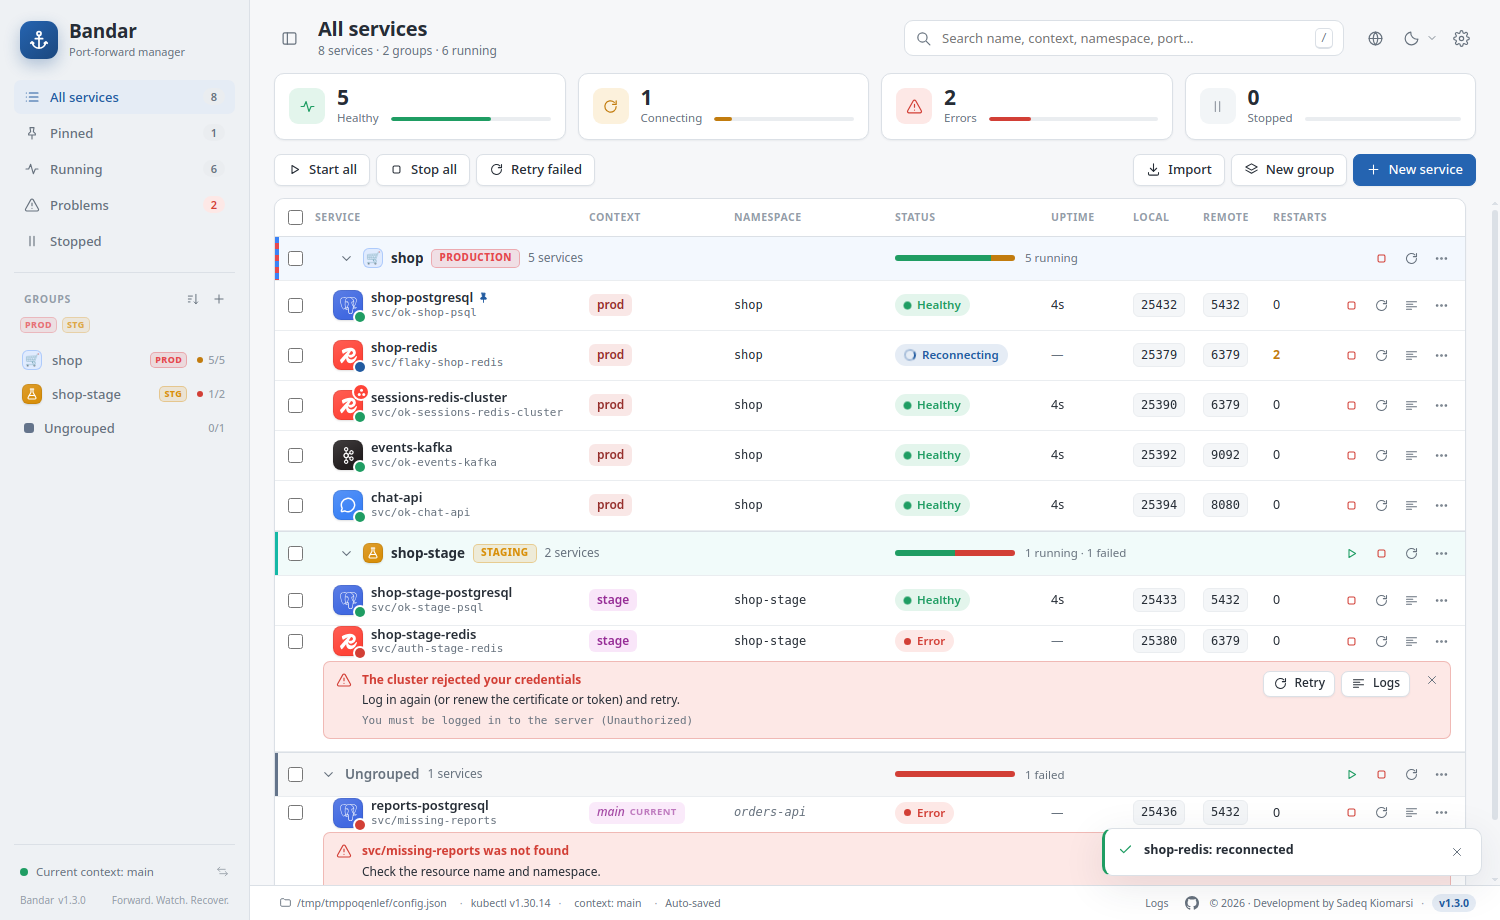 Bandar
Port-forward manager
All services 8
Pinned 1
Running 6
Problems 2
Stopped
GROUPS
PROD STG
shop PROD 5/5
shop-stage STG 1/2
Ungrouped 0/1
Current context: main
Bandar v1.3.0 Forward. Watch. Recover.
All services
8 services · 2 groups · 6 running
Search name, context, namespace, port... /
5
Healthy
1
Connecting
2
Errors
0
Stopped
Start all Stop all Retry failed Import New group New service
SERVICE CONTEXT NAMESPACE STATUS UPTIME LOCAL REMOTE RESTARTS
shop PRODUCTION 5 services 5 running
shop-postgresql
svc/ok-shop-psql
prod shop Healthy 4s 25432 5432 0
shop-redis
svc/flaky-shop-redis
prod shop Reconnecting — 25379 6379 2
sessions-redis-cluster
svc/ok-sessions-redis-cluster
prod shop Healthy 4s 25390 6379 0
events-kafka
svc/ok-events-kafka
prod shop Healthy 4s 25392 9092 0
chat-api
svc/ok-chat-api
prod shop Healthy 4s 25394 8080 0
shop-stage STAGING 2 services 1 running · 1 failed
shop-stage-postgresql
svc/ok-stage-psql
stage shop-stage Healthy 4s 25433 5432 0
shop-stage-redis
svc/auth-stage-redis
stage shop-stage Error — 25380 6379 0
The cluster rejected your credentials
Log in again (or renew the certificate or token) and retry.
You must be logged in to the server (Unauthorized)
Retry Logs
Ungrouped 1 services 1 failed
reports-postgresql
svc/missing-reports
main CURRENT orders-api Error — 25436 5432 0
svc/missing-reports was not found
Check the resource name and namespace.
shop-redis: reconnected
/tmp/tmppoqenlef/config.json · kubectl v1.30.14 · context: main · Auto-saved
Logs © 2026 · Development by Sadeq Kiomarsi · v1.3.0